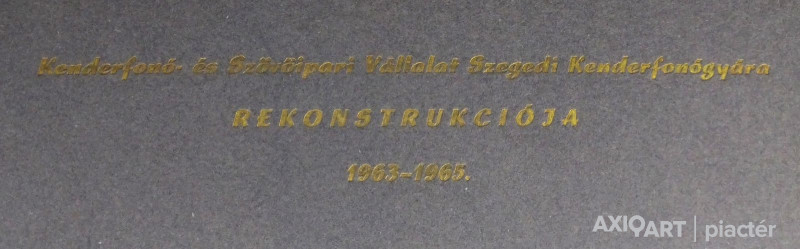 Kenderfonó- és Szövőipari Vállalat Szegedi Kenderfonógyára
REKONSTRUKCIÓJA
1963–1965.
AXIOART | piactér